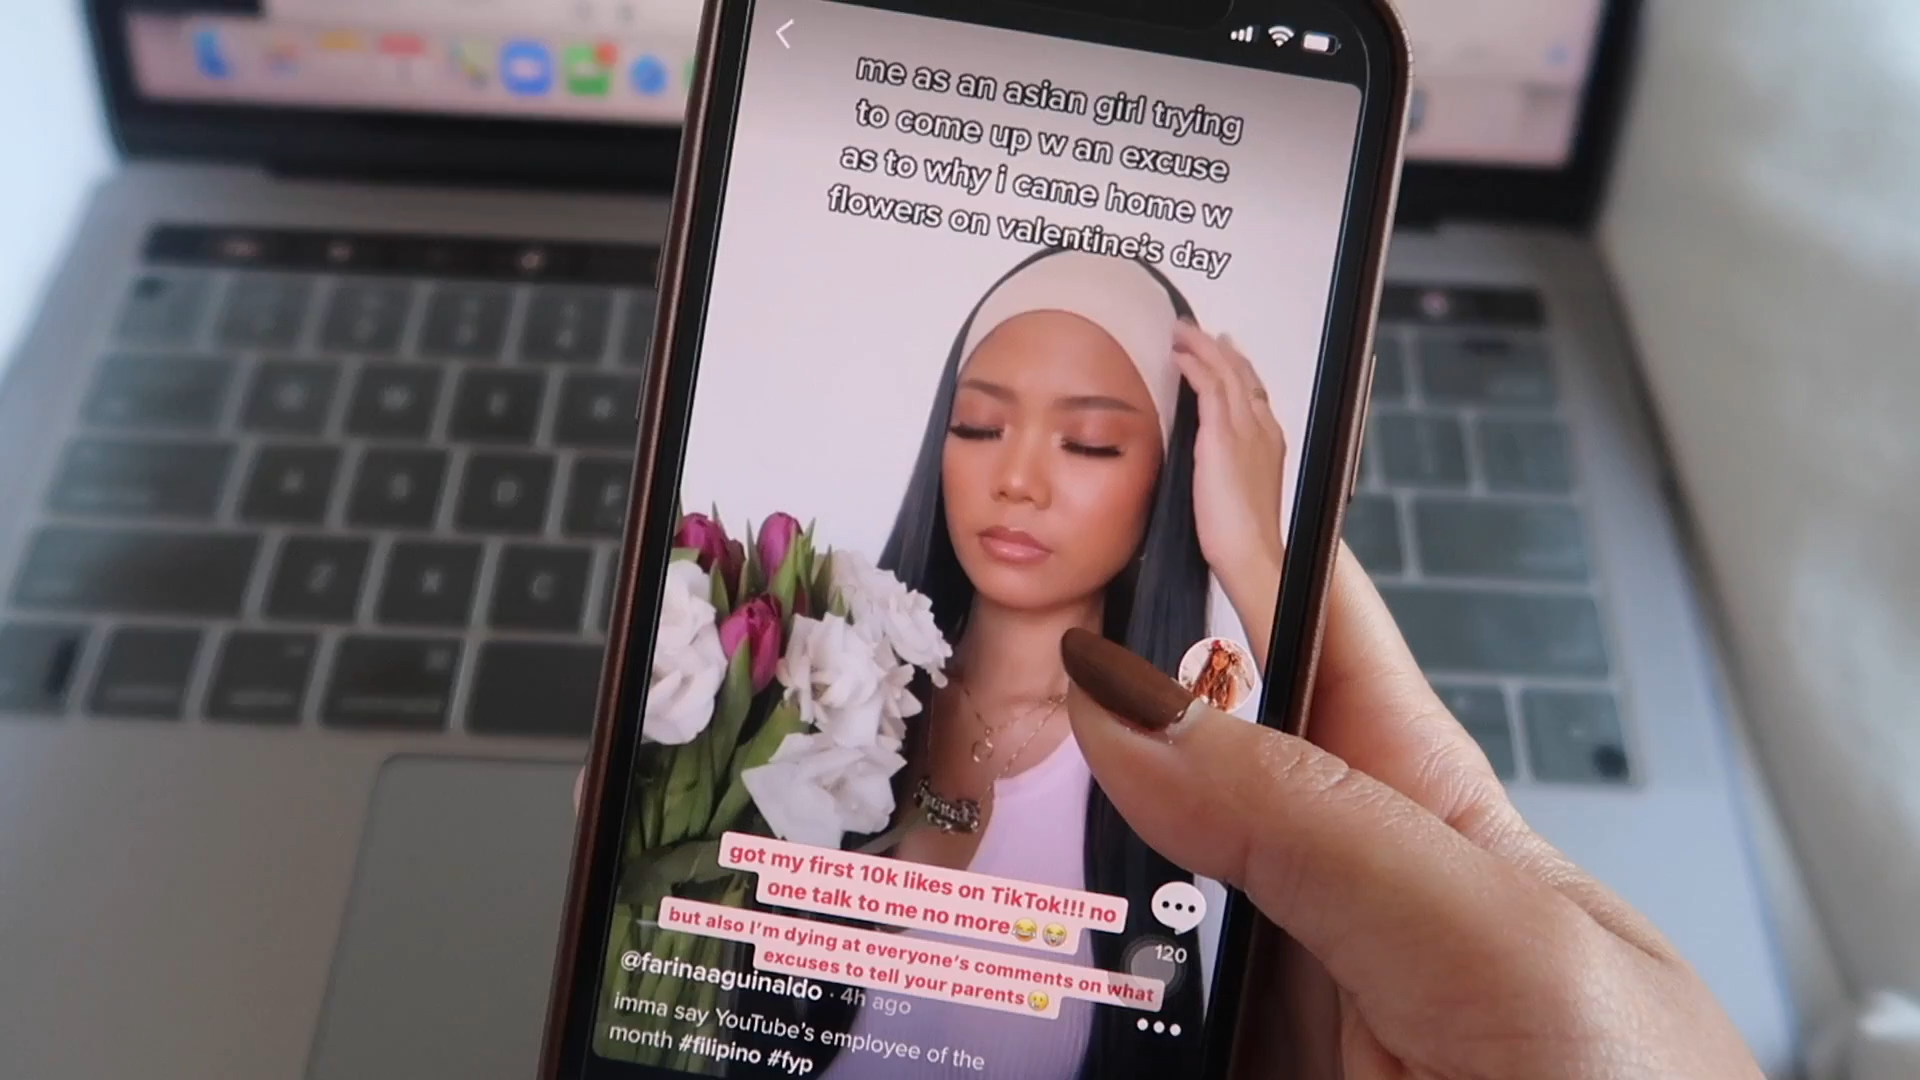 me as an asian girl trying
to come up w an excuse
as to why i came home w
flowers on valentine's day
got my first 10k likes on TikTok!!! no
one talk to me no more😂😭
but also I'm dying at everyone's comments on what
excuses to tell your parents🥲
120
@farinaaguinaldo · 4h ago
imma say YouTube's employee of the
month #filipino #fyp